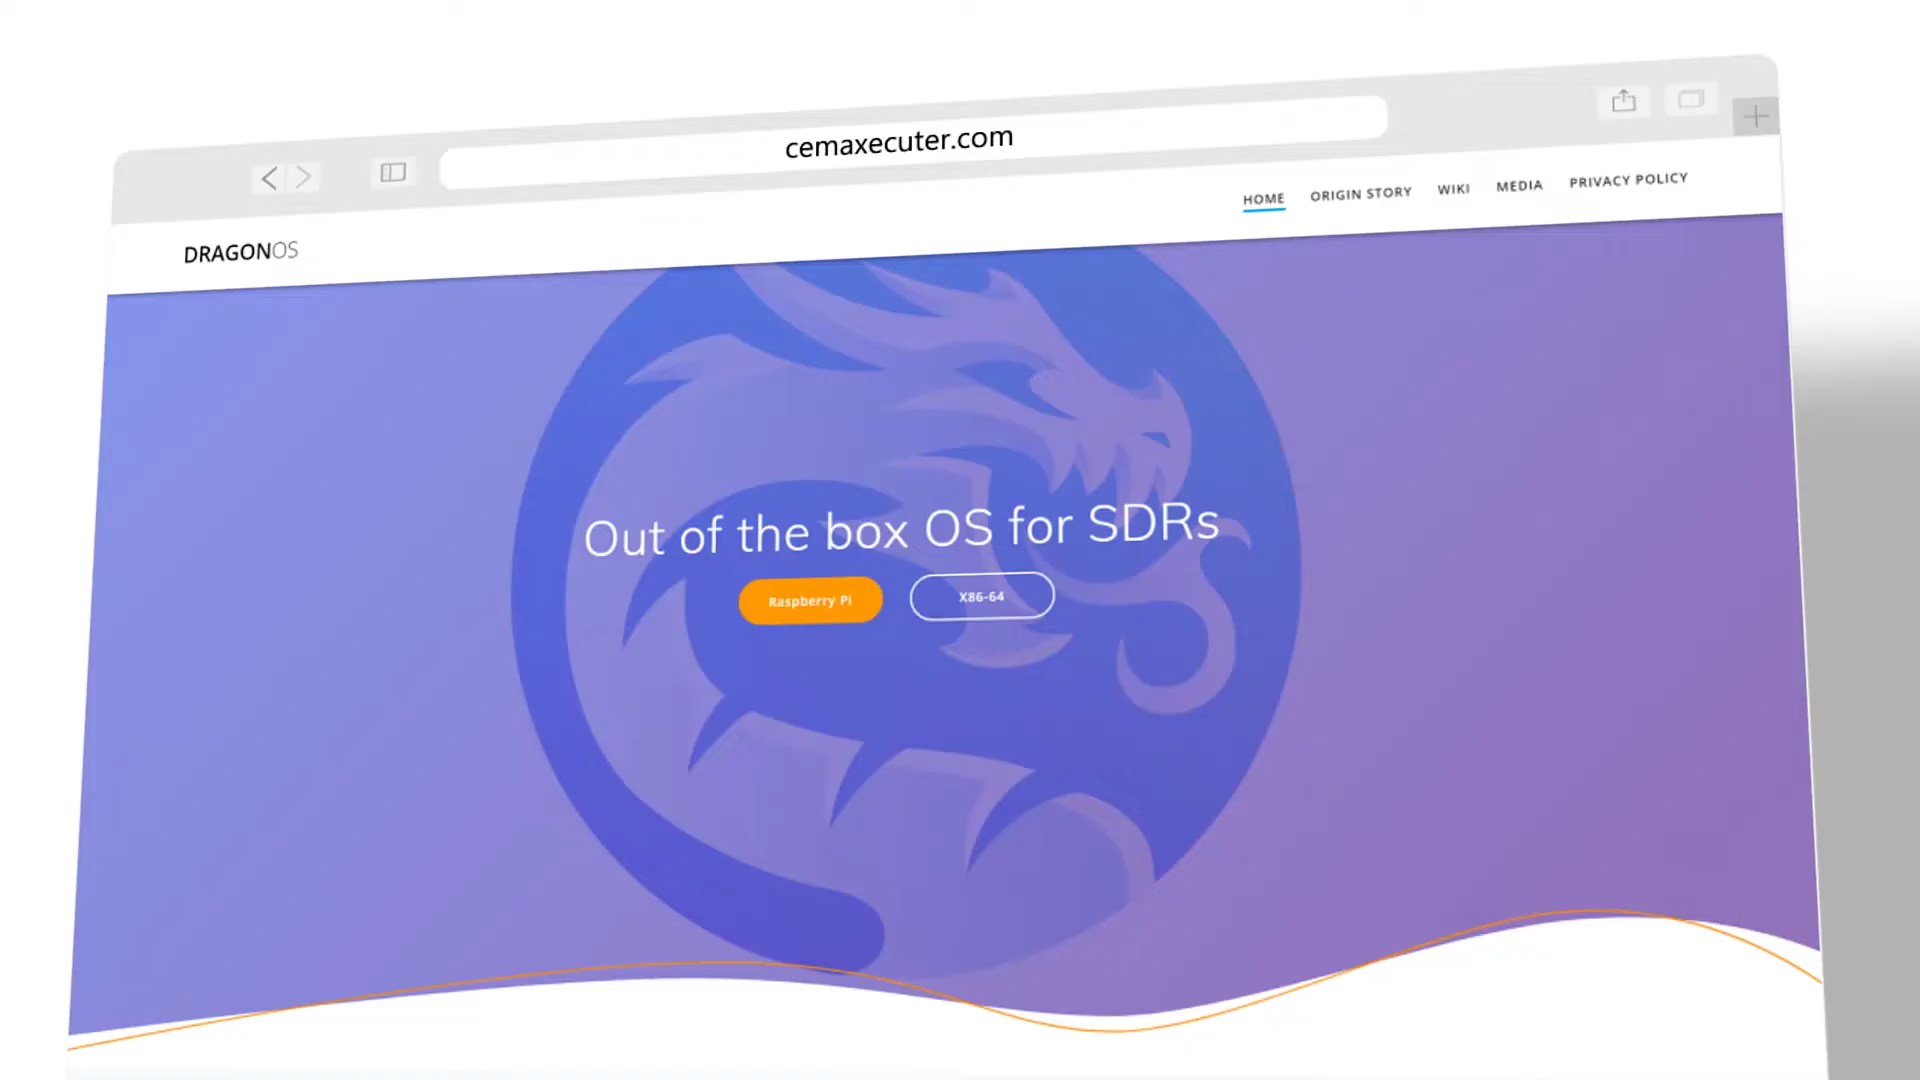 cemaxecuter.com
HOME ORIGIN STORY WIKI MEDIA PRIVACY POLICY
DRAGONOS
Out of the box OS for SDRs
Raspberry Pi X86-64